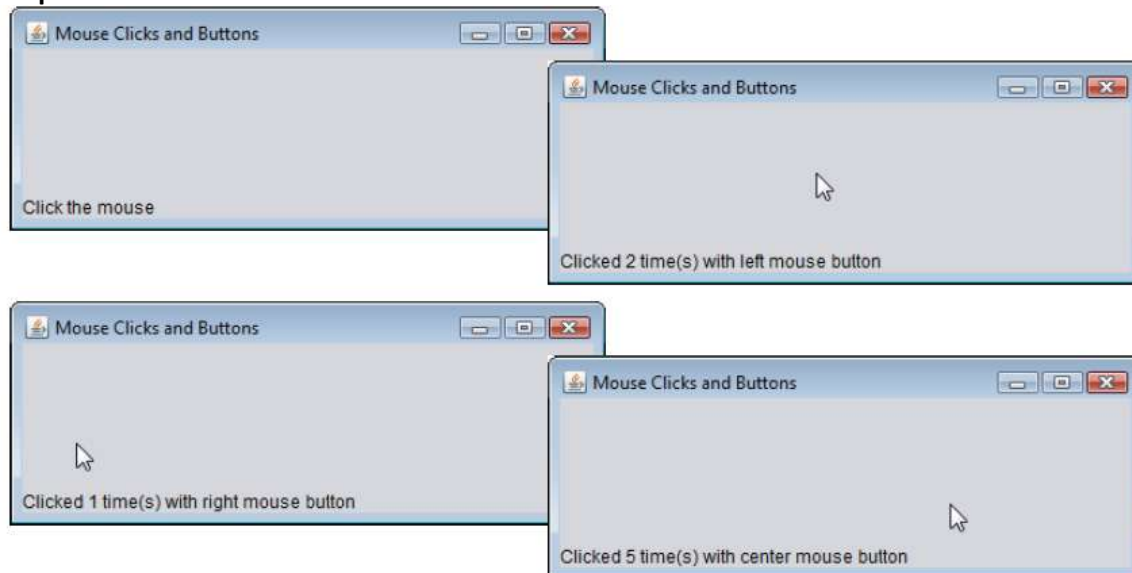 Mouse Clicks and Buttons
Click the mouse
Mouse Clicks and Buttons
Clicked 2 time(s) with left mouse button
Mouse Clicks and Buttons
Clicked 1 time(s) with right mouse button
Mouse Clicks and Buttons
Clicked 5 time(s) with center mouse button